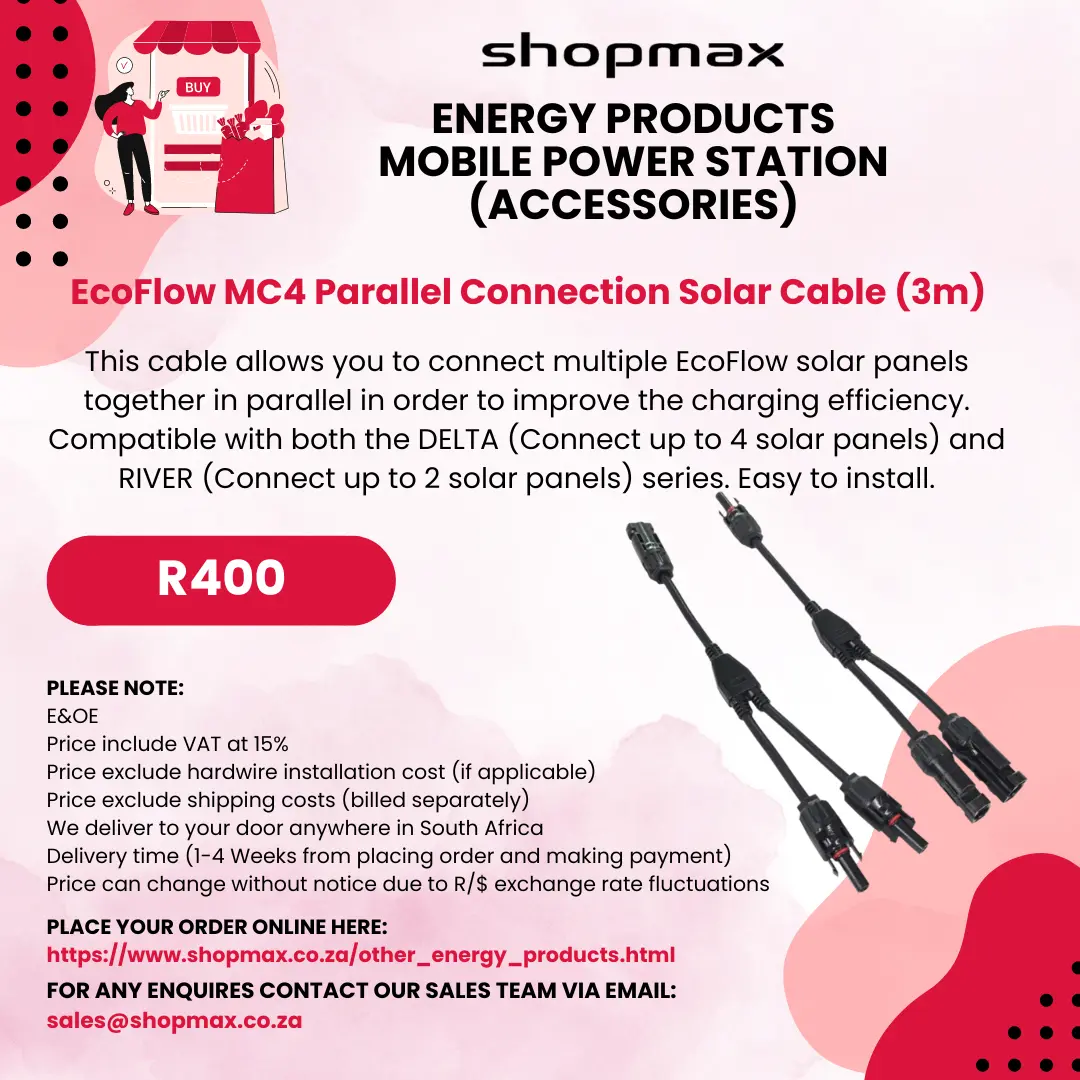 BUY
shopmax
ENERGY PRODUCTS
MOBILE POWER STATION
(ACCESSORIES)
EcoFlow MC4 Parallel Connection Solar Cable (3m)
This cable allows you to connect multiple EcoFlow solar panels
together in parallel in order to improve the charging efficiency.
Compatible with both the DELTA (Connect up to 4 solar panels) and
RIVER (Connect up to 2 solar panels) series. Easy to install.
R400
PLEASE NOTE:
E&OE
Price include VAT at 15%
Price exclude hardwire installation cost (if applicable)
Price exclude shipping costs (billed separately)
We deliver to your door anywhere in South Africa
Delivery time (1-4 Weeks from placing order and making payment)
Price can change without notice due to R/$ exchange rate fluctuations
PLACE YOUR ORDER ONLINE HERE:
https://www.shopmax.co.za/other_energy_products.html
FOR ANY ENQUIRES CONTACT OUR SALES TEAM VIA EMAIL:
sales@shopmax.co.za